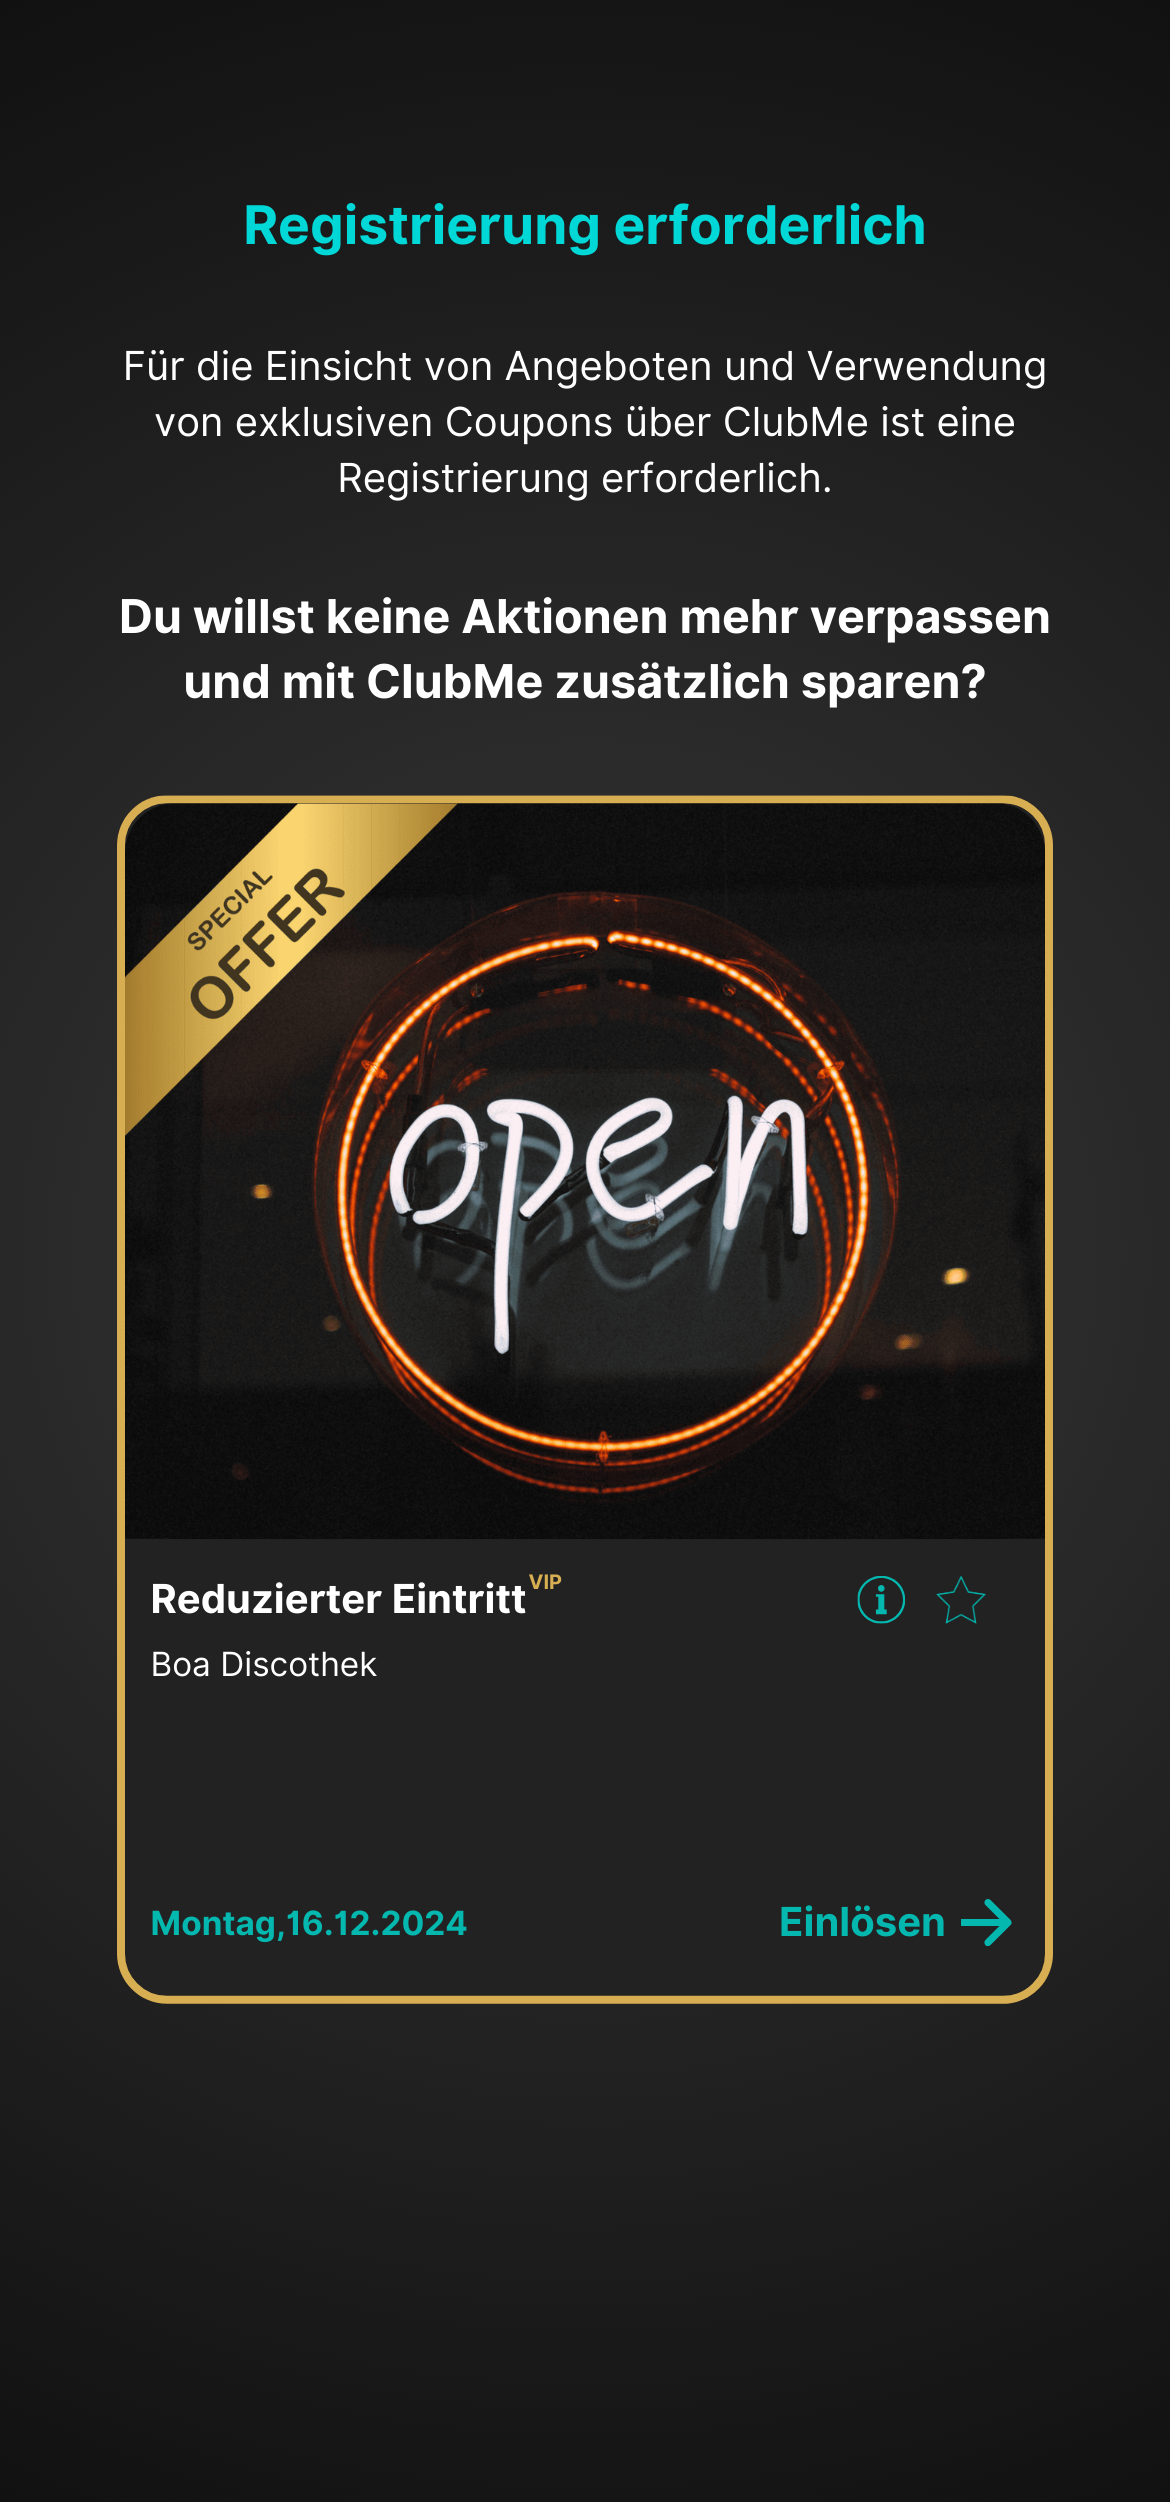 Registrierung erforderlich
Für die Einsicht von Angeboten und Verwendung
von exklusiven Coupons über ClubMe ist eine
Registrierung erforderlich.
Du willst keine Aktionen mehr verpassen
und mit ClubMe zusätzlich sparen?
SPECIAL
OFFER
open
Reduzierter Eintritt VIP
Boa Discothek
Montag,16.12.2024
Einlösen